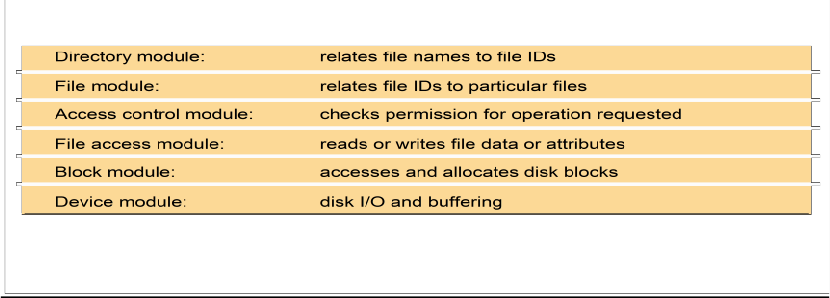 Directory module: relates file names to file IDs
File module: relates file IDs to particular files
Access control module: checks permission for operation requested
File access module: reads or writes file data or attributes
Block module: accesses and allocates disk blocks
Device module: disk I/O and buffering